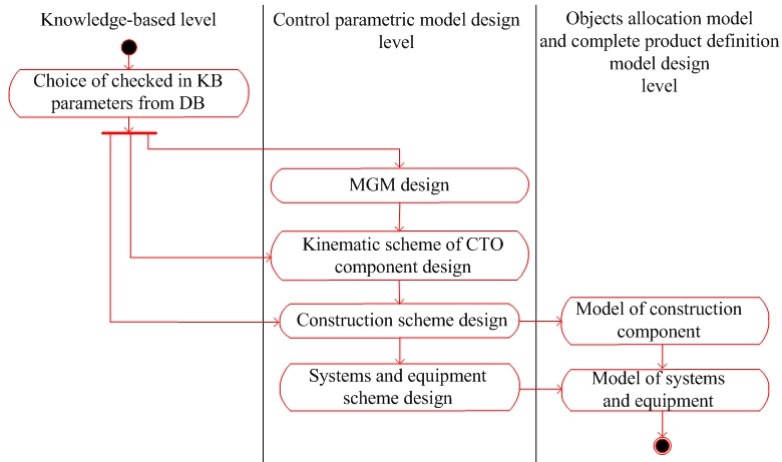 Knowledge-based level
Control parametric model design
level
Objects allocation model
and complete product definition
model design
level
Choice of checked in KB
parameters from DB
MGM design
Kinematic scheme of CTO
component design
Construction scheme design
Model of construction
component
Systems and equipment
scheme design
Model of systems
and equipment